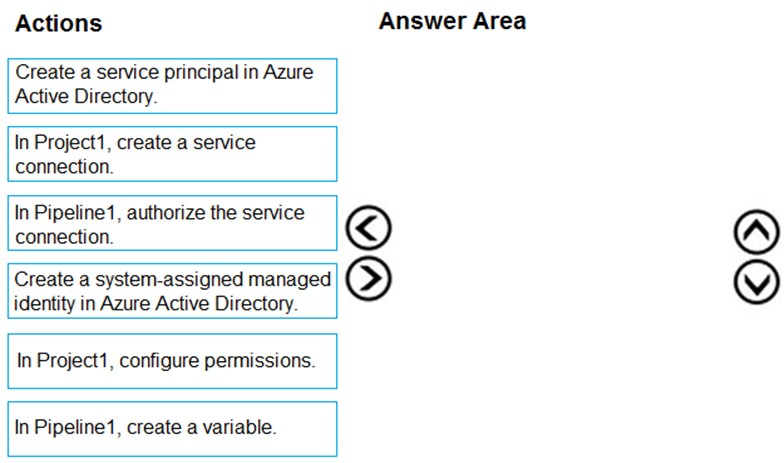 Actions
Answer Area
Create a service principal in Azure
Active Directory.
In Project1, create a service
connection.
In Pipeline1, authorize the service
connection.
Create a system-assigned managed
identity in Azure Active Directory.
In Project1, configure permissions.
In Pipeline1, create a variable.